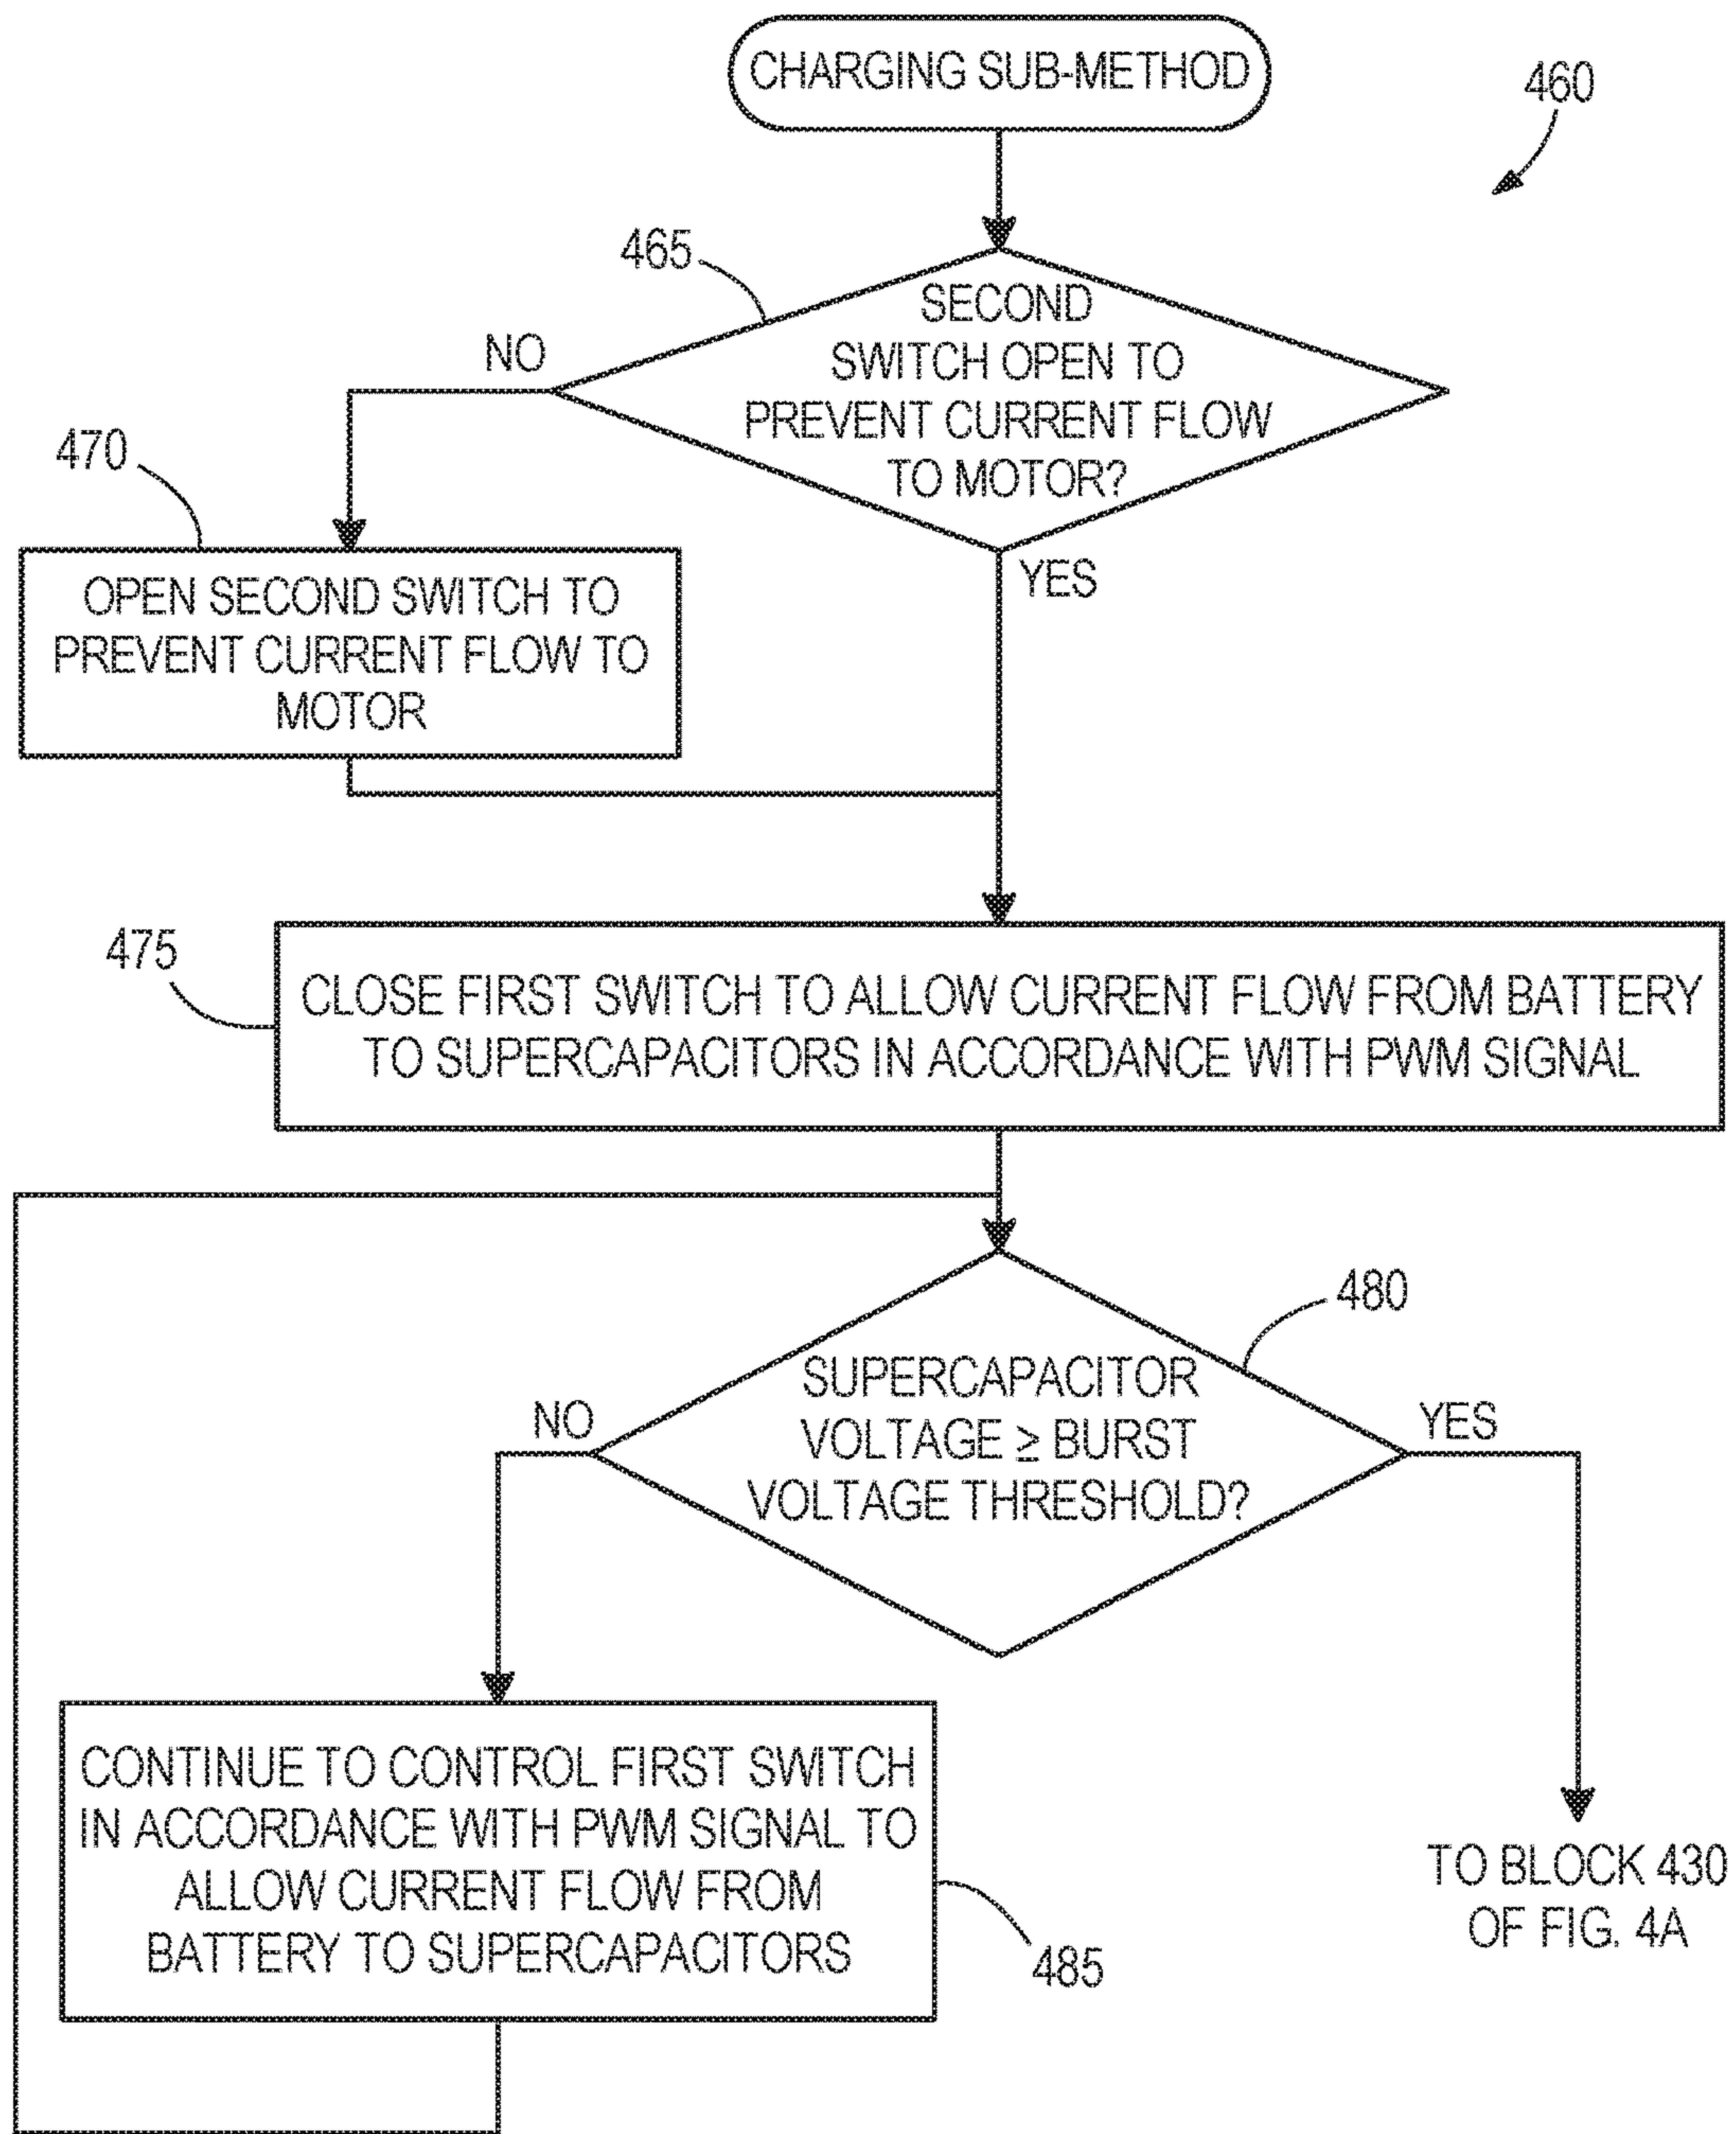 CHARGING SUB-METHOD
460
465
SECOND
SWITCH OPEN TO
PREVENT CURRENT FLOW
TO MOTOR?
NO
YES
470
OPEN SECOND SWITCH TO
PREVENT CURRENT FLOW TO
MOTOR
475
CLOSE FIRST SWITCH TO ALLOW CURRENT FLOW FROM BATTERY
TO SUPERCAPACITORS IN ACCORDANCE WITH PWM SIGNAL
480
SUPERCAPACITOR
VOLTAGE ≥ BURST
VOLTAGE THRESHOLD?
NO
YES
CONTINUE TO CONTROL FIRST SWITCH
IN ACCORDANCE WITH PWM SIGNAL TO
ALLOW CURRENT FLOW FROM
BATTERY TO SUPERCAPACITORS
485
TO BLOCK 430
OF FIG. 4A